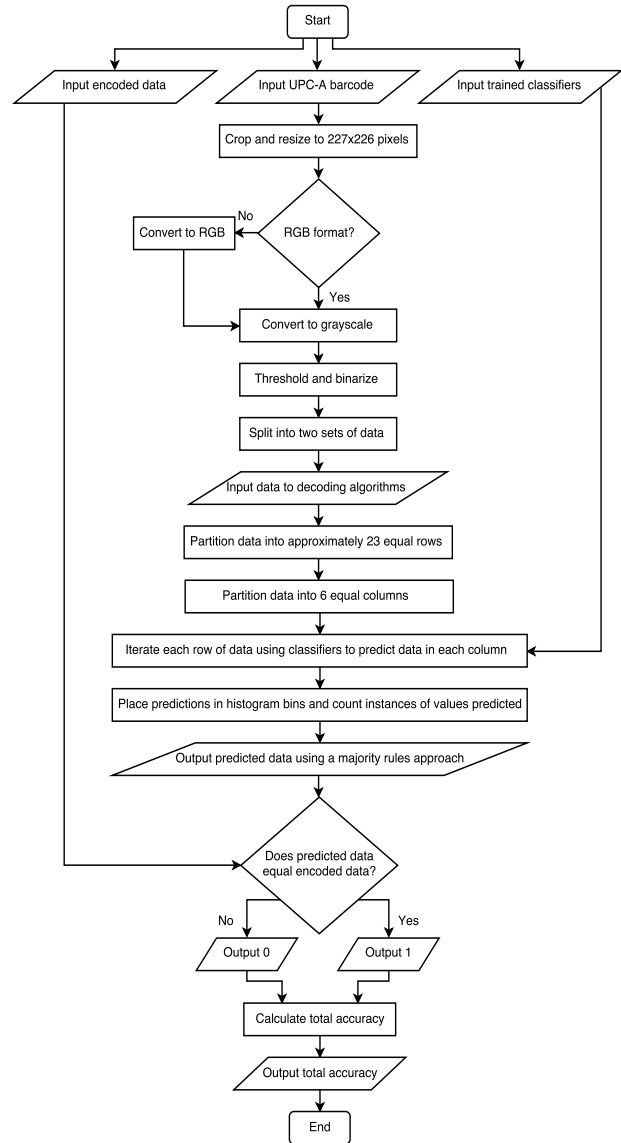 Start
Input encoded data
Input UPC-A barcode
Input trained classifiers
Crop and resize to 227x226 pixels
No
Convert to RGB
RGB format?
Yes
Convert to grayscale
Threshold and binarize
Split into two sets of data
Input data to decoding algorithms
Partition data into approximately 23 equal rows
Partition data into 6 equal columns
Iterate each row of data using classifiers to predict data in each column
Place predictions in histogram bins and count instances of values predicted
Output predicted data using a majority rules approach
Does predicted data
equal encoded data?
No
Yes
Output 0
Output 1
Calculate total accuracy
Output total accuracy
End